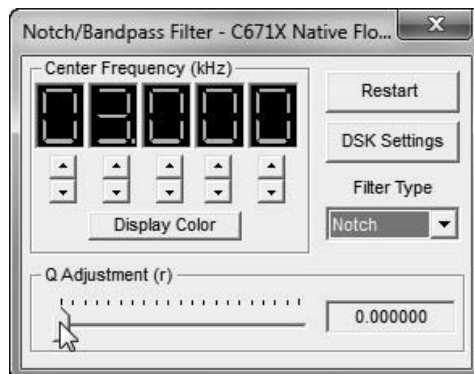 Notch/Bandpass Filter - C671X Native Flo...
Center Frequency (kHz)
03.000
Restart
DSK Settings
Display Color
Filter Type
Notch
Q Adjustment (r)
0.000000